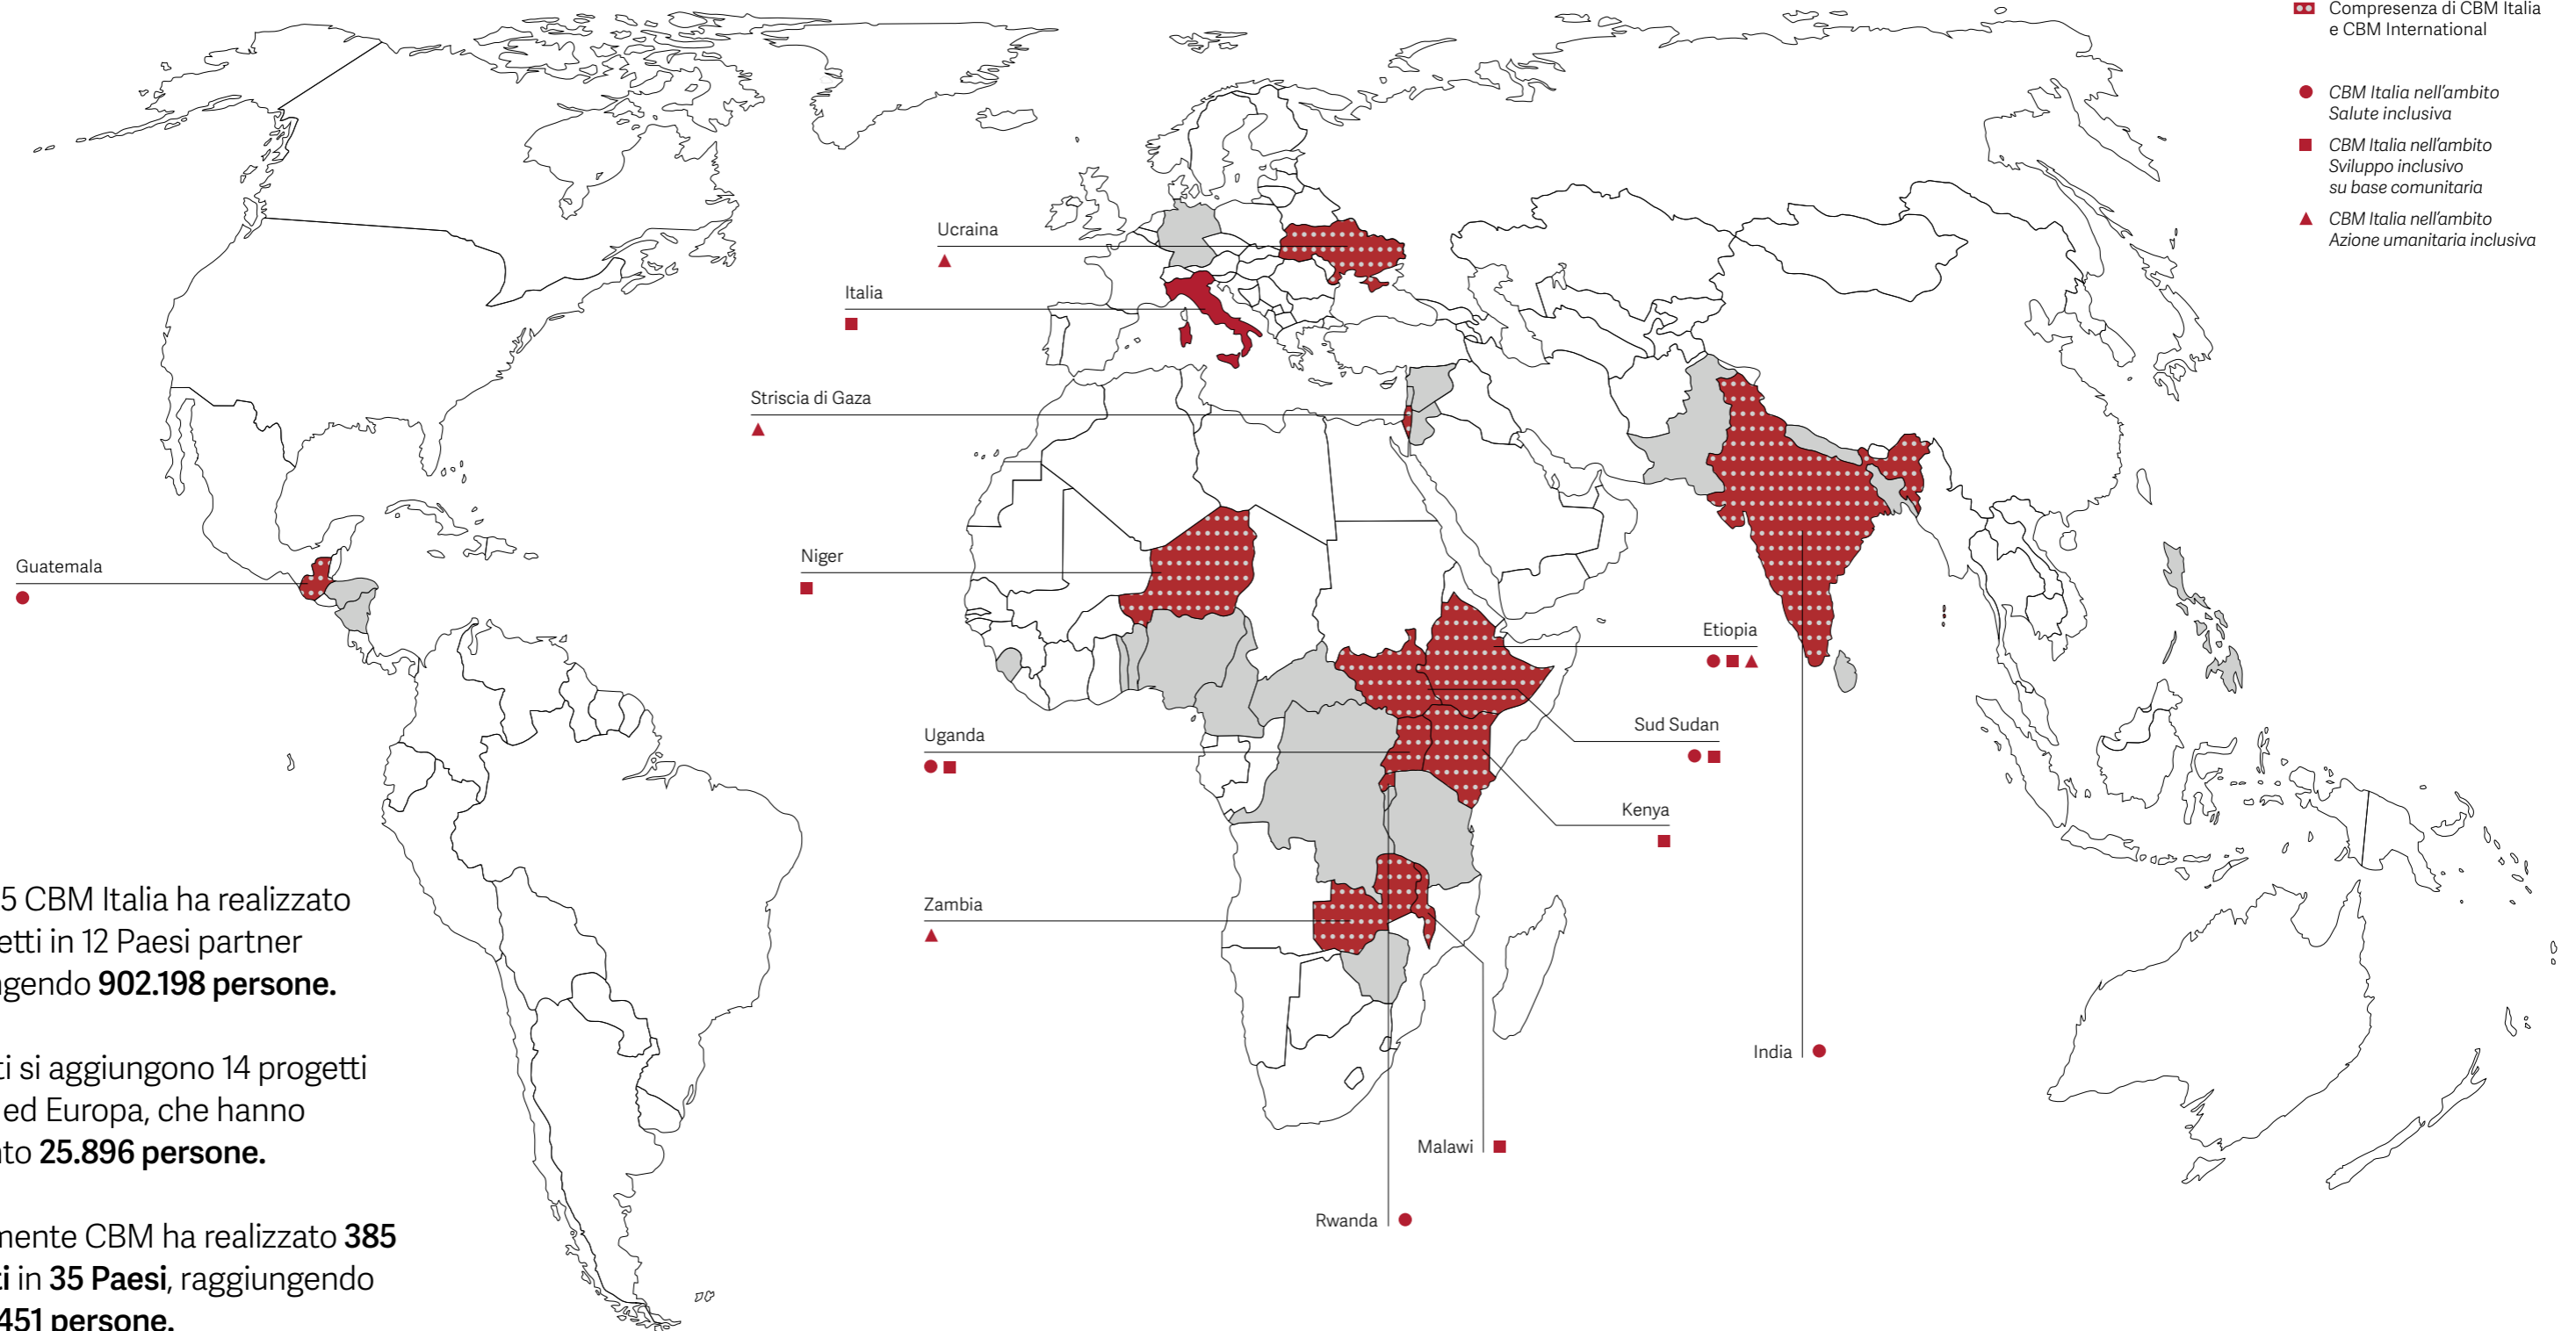 Compresenza di CBM Italia
e CBM International
CBM Italia nell'ambito
Salute inclusiva
CBM Italia nell'ambito
Sviluppo inclusivo
su base comunitaria
CBM Italia nell'ambito
Azione umanitaria inclusiva
Ucraina
Italia
Striscia di Gaza
Niger
Guatemala
Etiopia
Sud Sudan
Uganda
Kenya
Zambia
India
Malawi
Rwanda
5 CBM Italia ha realizzato
etti in 12 Paesi partner
ngendo 902.198 persone.
ti si aggiungono 14 progetti
ed Europa, che hanno
nto 25.896 persone.
mente CBM ha realizzato 385
ti in 35 Paesi, raggiungendo
451 persone.